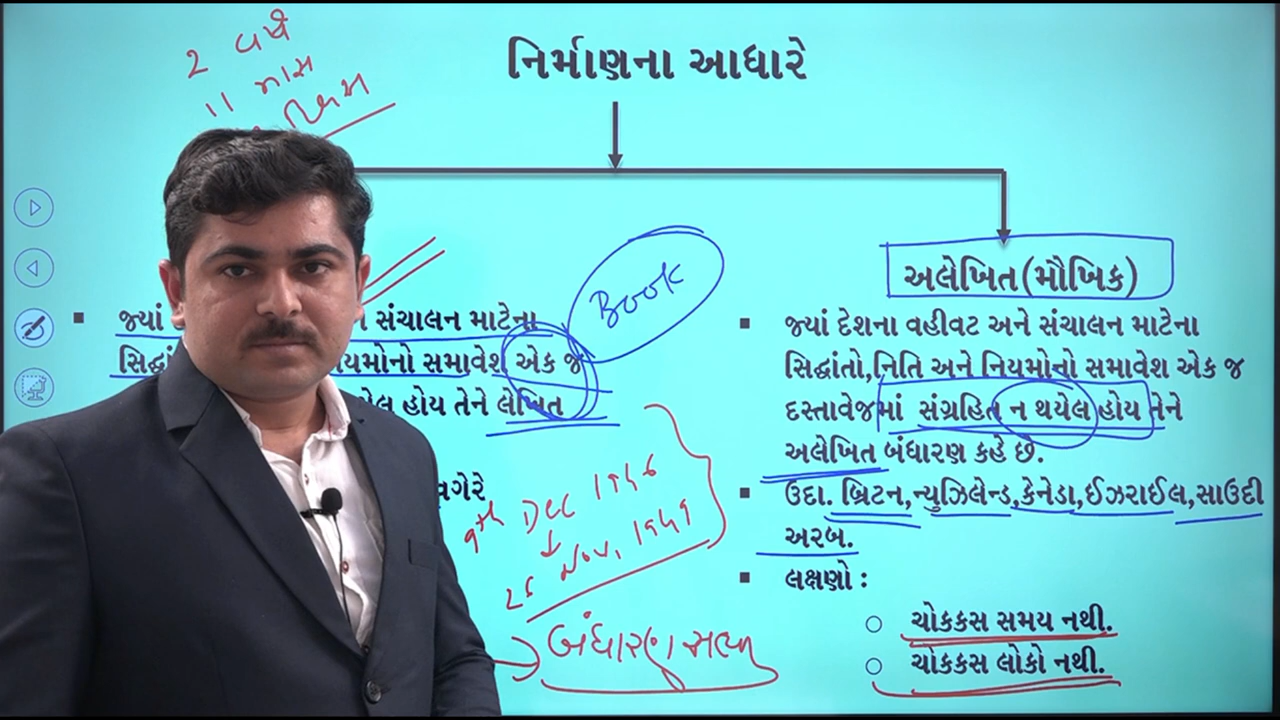 નિર્માણના આધારે
2 વર્ષ
11 માસ
દિવસ
જ્યાં સંચાલન માટેના
નિયમોનો સમાવેશ એક જ
હોય તેને લેખિત
વગેરે
Book
9th Dec 1946
26 Nov, 1949
બંધારણ સભા
અલેખિત(મૌખિક)
જ્યાં દેશના વહીવટ અને સંચાલન માટેના
સિદ્ધાંતો,નિતિ અને નિયમોનો સમાવેશ એક જ
દસ્તાવેજમાં સંગ્રહિત ન થયેલ હોય તેને
અલેખિત બંધારણ કહે છે.
ઉદા. બ્રિટન,ન્યુઝિલેન્ડ,કેનેડા,ઈઝરાઈલ,સાઉદી
અરબ.
લક્ષણો :
ચોકકસ સમય નથી.
ચોકકસ લોકો નથી.